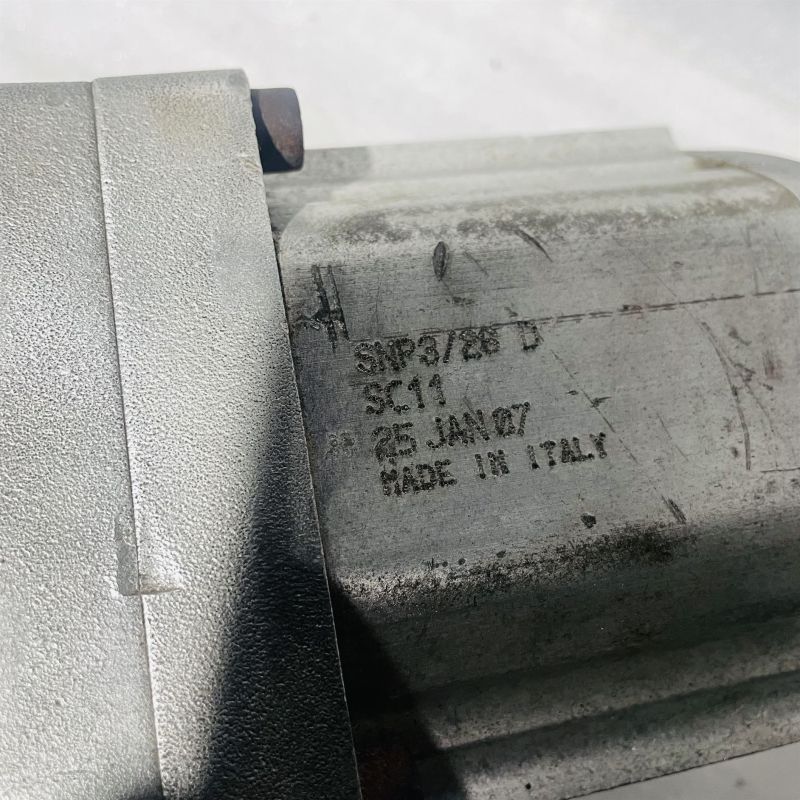 SNP3/26 D
SC11
25 JAN 07
MADE IN ITALY